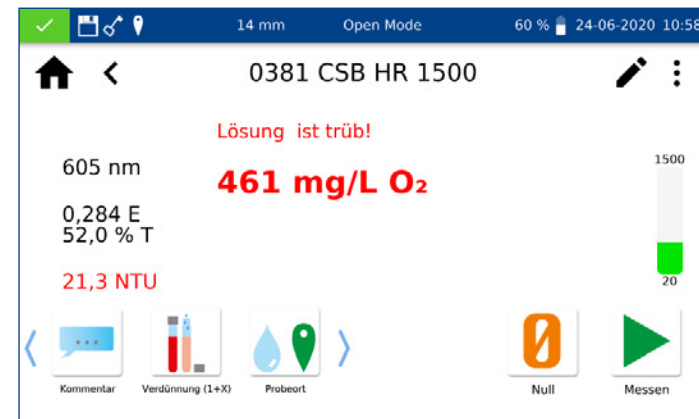 14 mm Open Mode 60 % 24-06-2020 10:58
0381 CSB HR 1500
Lösung ist trüb!
605 nm
461 mg/L O₂
1500
0,284 E
52,0 % T
21,3 NTU
20
Kommentar Verdünnung (1+X) Probeort Null Messen